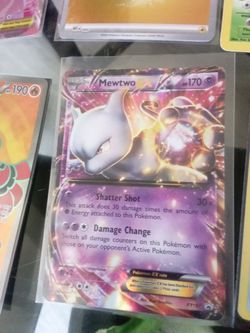 190
Mewtwo
170
Shatter Shot
30×
This attack does 30 damage times the amount of
Energy attached to this Pokémon.
Damage Change
Switch all damage counters on this Pokémon with those
on your opponent's Active Pokémon.
Pokémon-EX rule